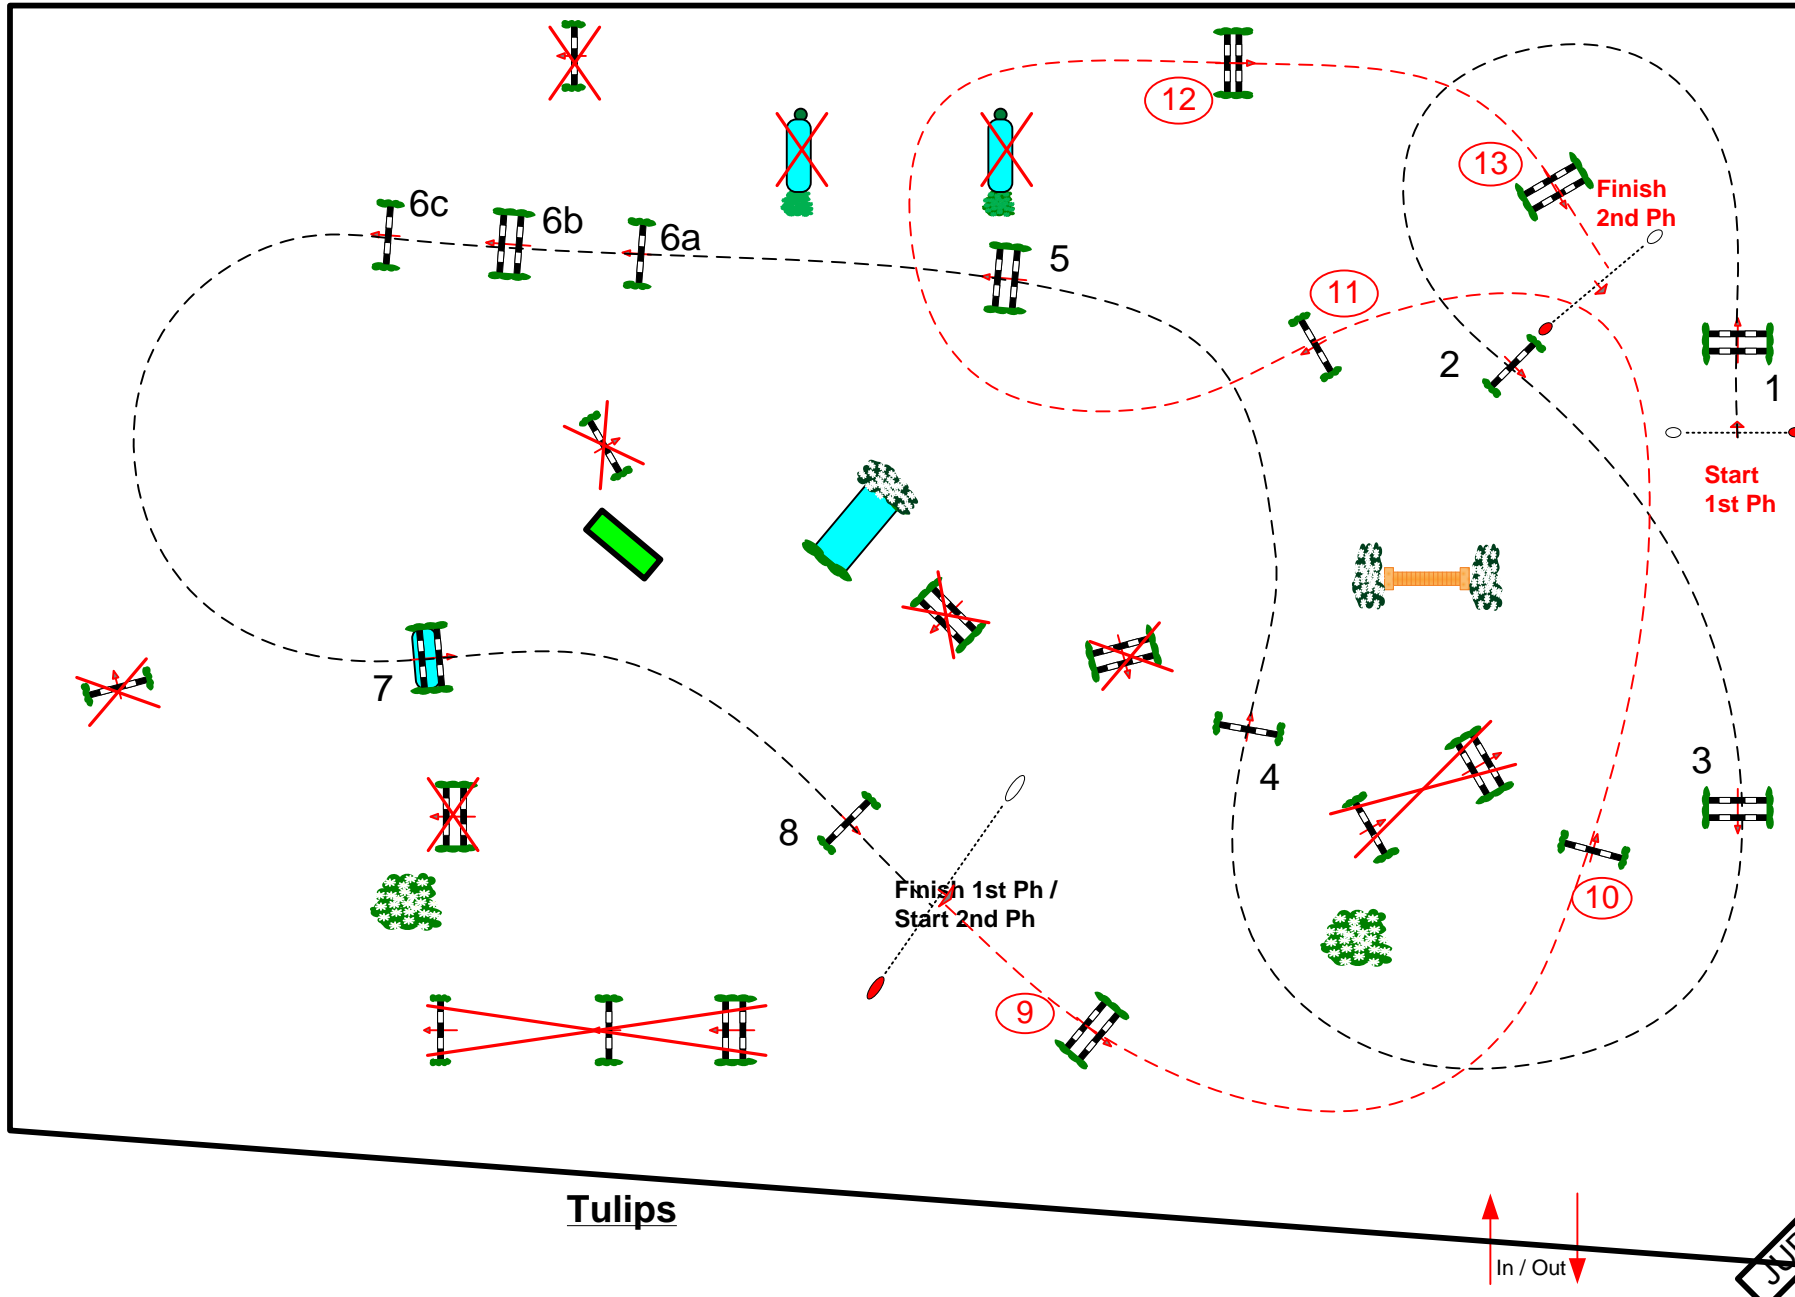 12
13
Finish
2nd Ph
6c
6b
6a
5
11
2
1
Start
1st Ph
7
3
4
8
Finish 1st Ph /
Start 2nd Ph
10
9
Tulips
In / Out